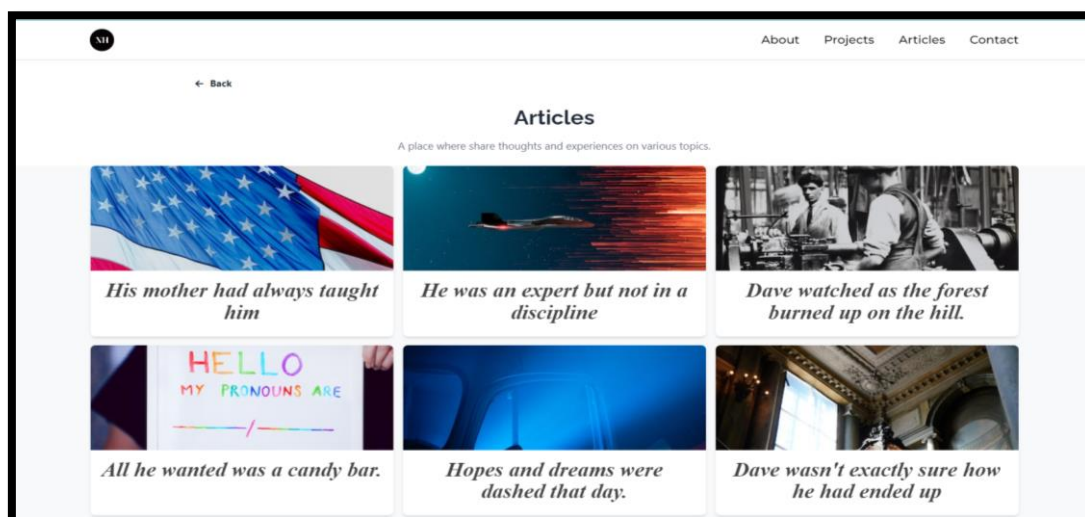 XH
About Projects Articles Contact
← Back
Articles
A place where share thoughts and experiences on various topics.
His mother had always taught
him
He was an expert but not in a
discipline
Dave watched as the forest
burned up on the hill.
HELLO
MY PRONOUNS ARE
/
All he wanted was a candy bar.
Hopes and dreams were
dashed that day.
Dave wasn't exactly sure how
he had ended up